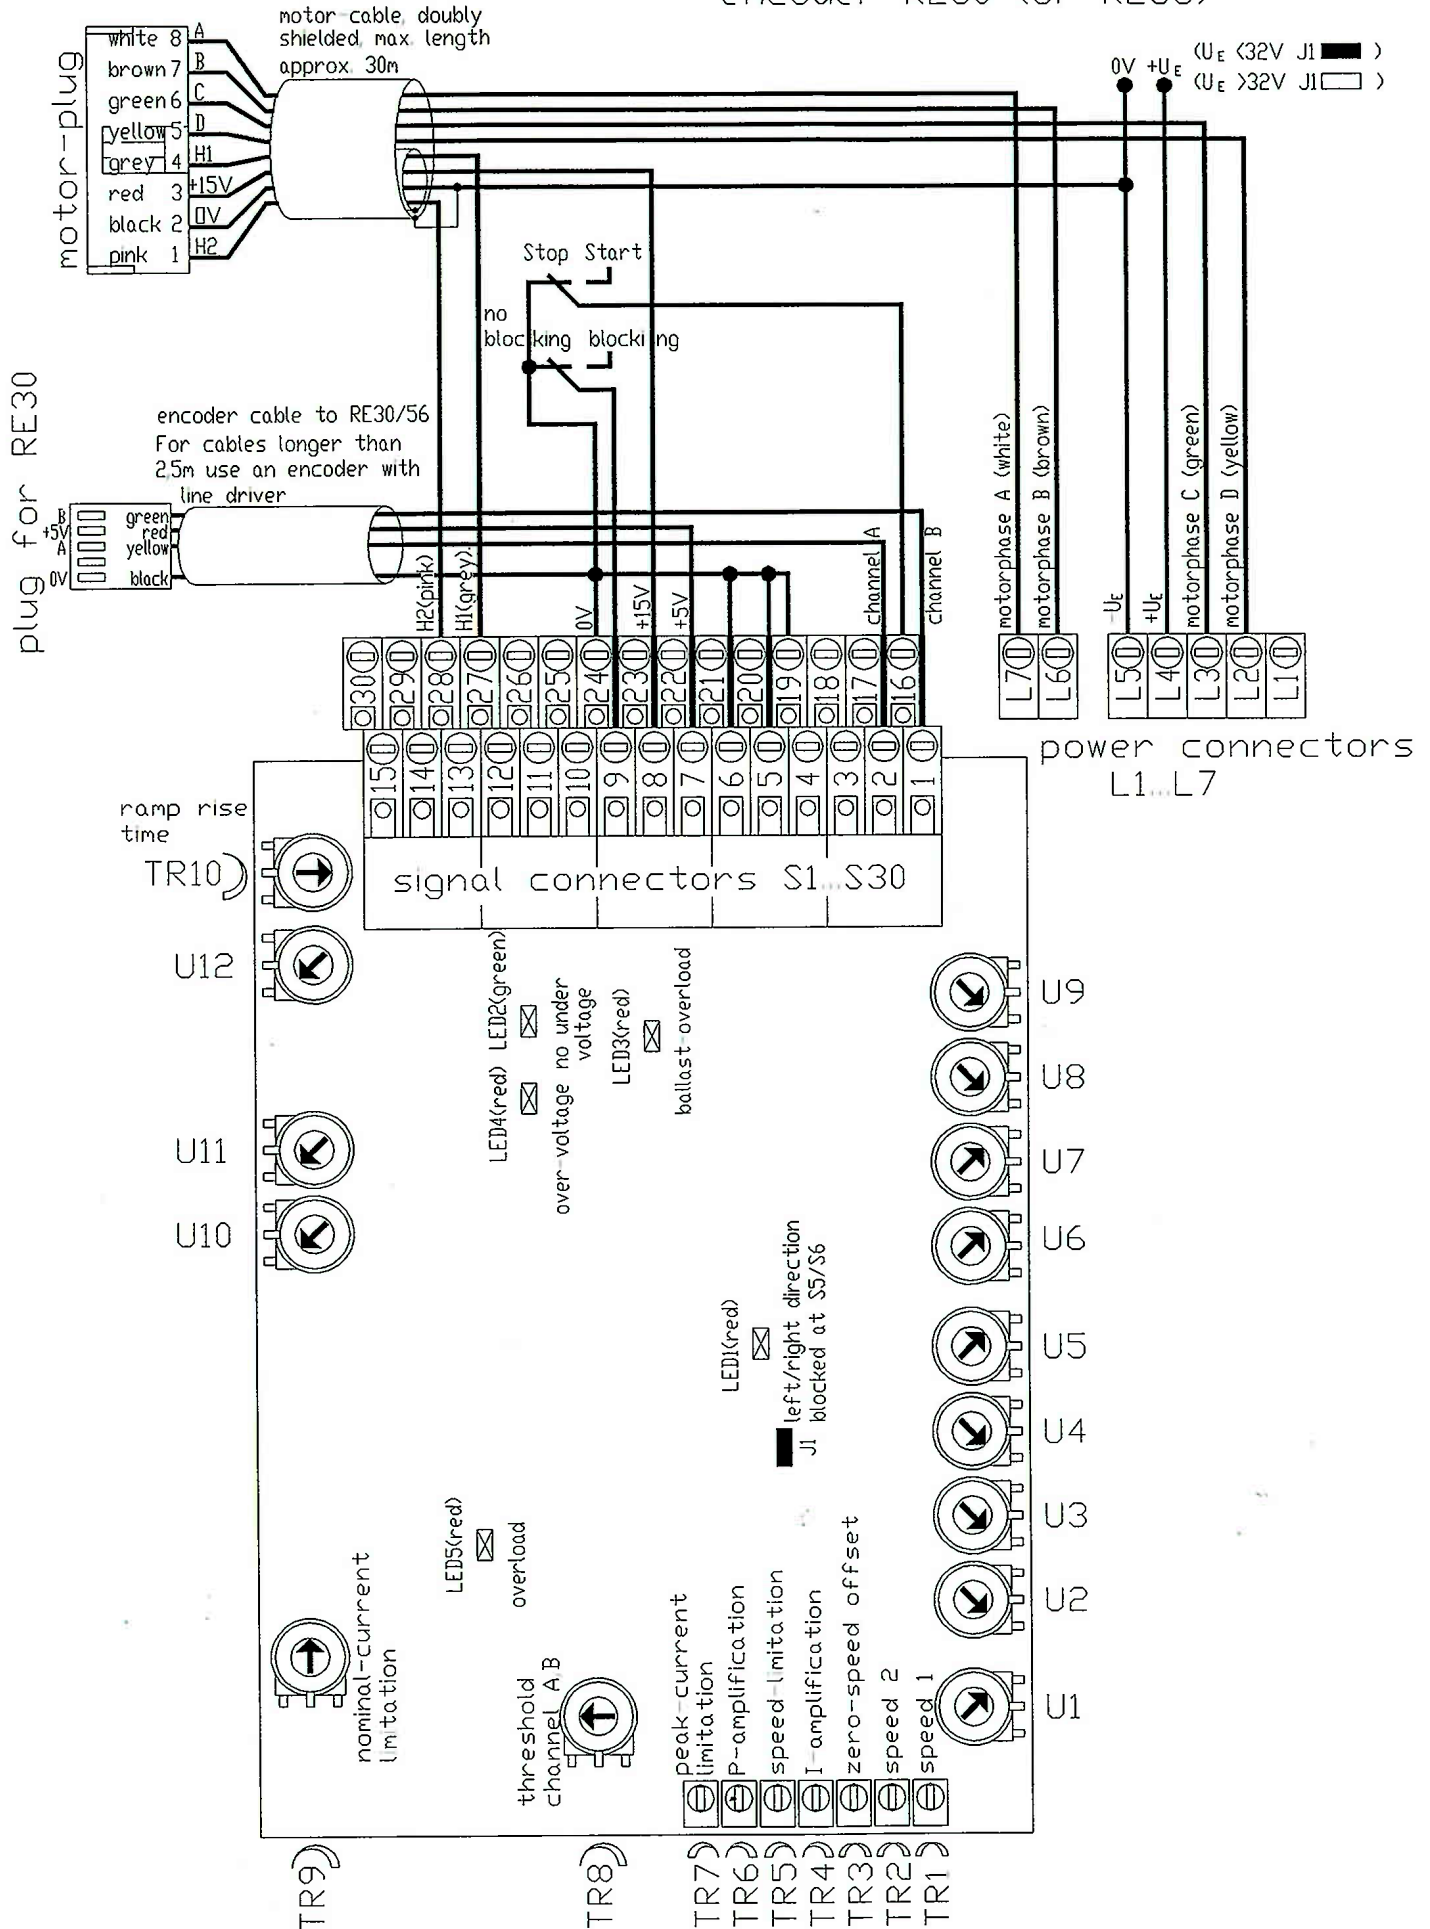 motor-cable, doubly
shielded, max. length
approx. 30m
motor-plug
white 8 A
brown 7 B
green 6 C
yellow 5 D
grey 4 H1
red 3 +15V
black 2 0V
pink 1 H2
0V +UE
(UE <32V J1 )
(UE >32V J1 )
Stop Start
no
blocking blocking
plug for RE30
encoder cable to RE30/56
For cables longer than
2,5m use an encoder with
line driver
B green
+5V red
A yellow
0V black
H2(pink)
H1(grey)
0V
+15V
+5V
channel A
channel B
motorphase A (white)
motorphase B (brown)
-UE
+UE
motorphase C (green)
motorphase D (yellow)
30 29 28 27 26 25 24 23 22 21 20 19 18 17 16
L7 L6 L5 L4 L3 L2 L1
15 14 13 12 11 10 9 8 7 6 5 4 3 2 1
power connectors
L1...L7
signal connectors S1...S30
ramp rise
time
TR10
U12
U11
U10
LED2(green)
no under
voltage
LED4(red)
over-voltage
LED3(red)
ballast-overload
U9
U8
U7
U6
U5
U4
U3
U2
U1
LED1(red)
left/right direction
blocked at S5/S6
J1
LED5(red)
overload
nominal-current
limitation
threshold
channel A,B
peak-current
limitation
P-amplification
speed-limitation
I-amplification
zero-speed offset
speed 2
speed 1
TR9
TR8
TR7
TR6
TR5
TR4
TR3
TR2
TR1